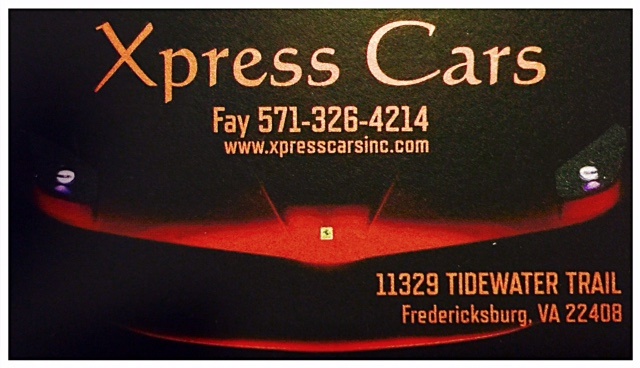 Xpress Cars
Fay 571-326-4214
www.xpresscarsinc.com
11329 TIDEWATER TRAIL
Fredericksburg, VA 22408